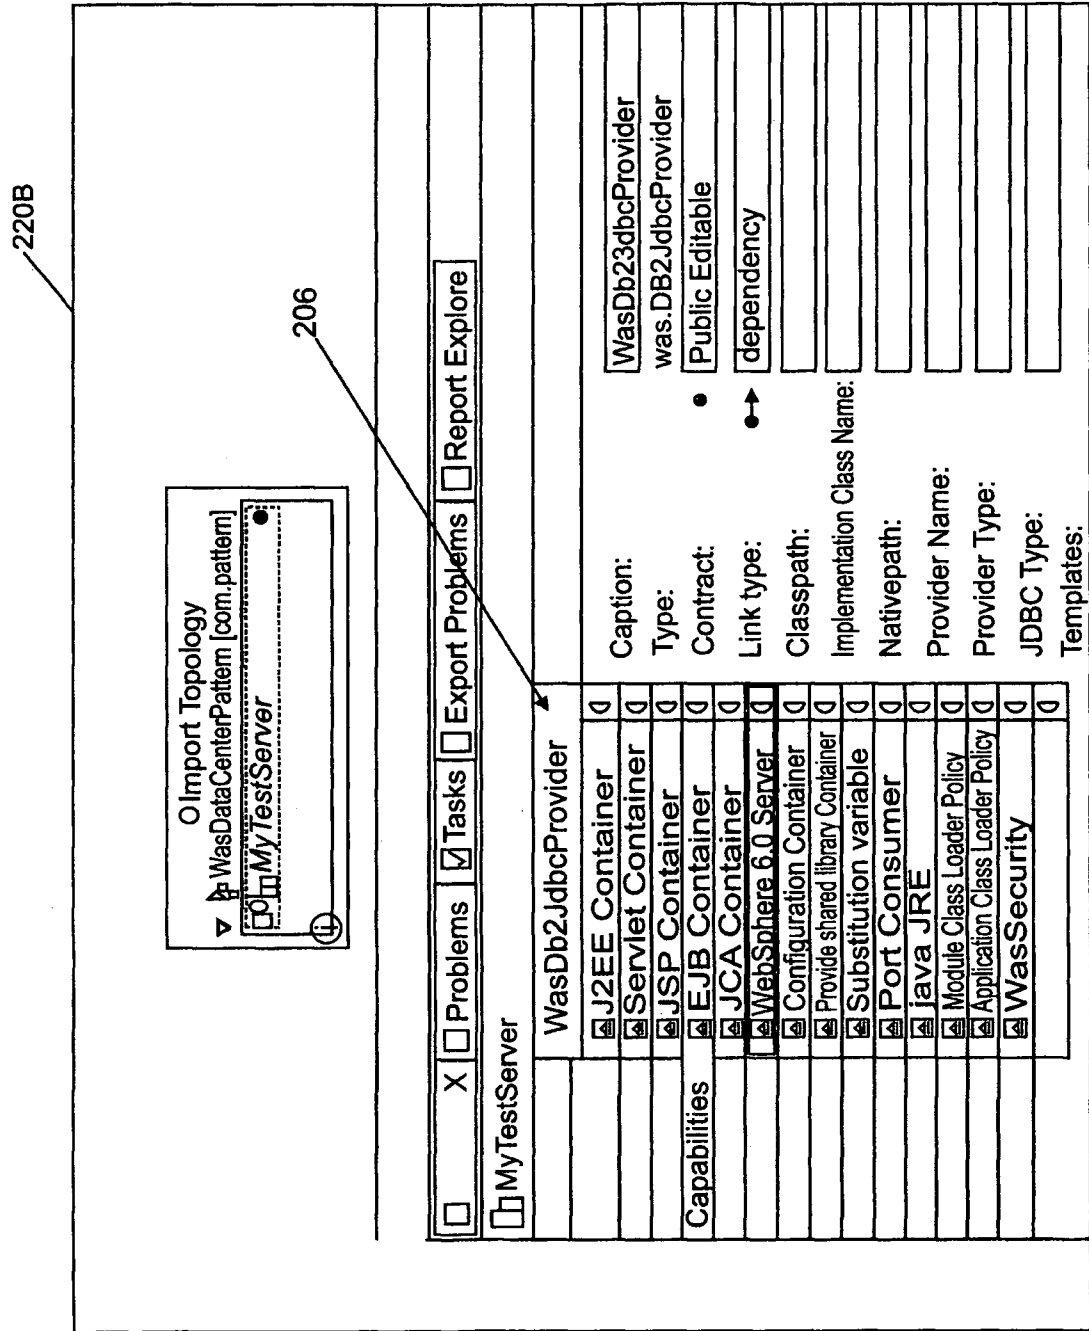 220B
O Import Topology
WasDataCenterPattern [com.pattern]
MyTestServer
i
206
X Problems Tasks Export Problems Report Explore
MyTestServer
WasDb2JdbcProvider
Capabilities
J2EE Container
Servlet Container
JSP Container
EJB Container
JCA Container
WebSphere 6.0 Server
Configuration Container
Provide shared library Container
Substitution variable
Port Consumer
java JRE
Module Class Loader Policy
Application Class Loader Policy
WasSecurity
Caption: WasDb23dbcProvider
Type: was.DB2JdbcProvider
Contract: Public Editable
Link type: dependency
Classpath:
Implementation Class Name:
Nativepath:
Provider Name:
Provider Type:
JDBC Type:
Templates: